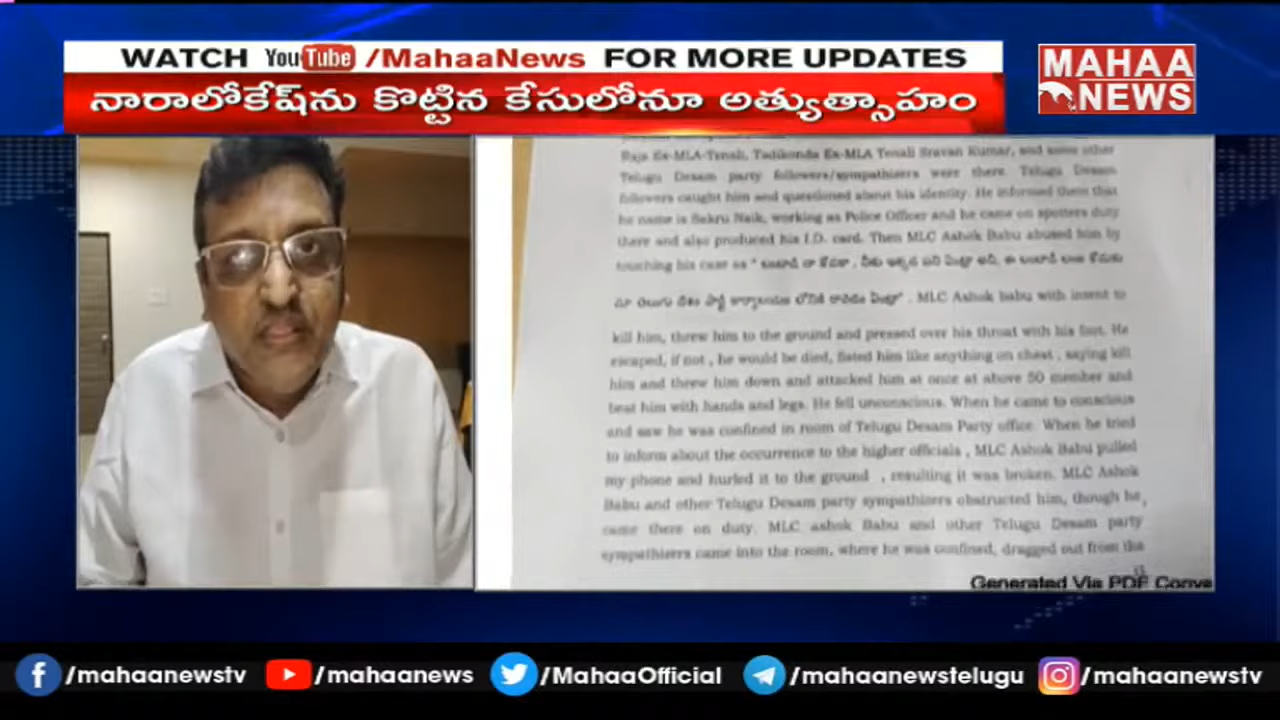 WATCH YouTube /MahaaNews FOR MORE UPDATES
MAHAA
NEWS
నారాలోకేష్‌ను కొట్టిన కేసులోనూ అత్యుత్సాహం
Raja Ex-MLA-Tenali, Tadikonda Ex-MLA Tenali Sravan Kumar, and some other
Telugu Desam party followers/sympathizers were there. Telugu Desam
followers caught him and questioned about his identity. He informed them that
he name is Sakru Naik, working as Police Officer and he came on spotters duty
there and also produced his I.D. card. Then MLC Ashok Babu abused him by
touching his cast as "
MLC Ashok babu with intent to
kill him, threw him to the ground and pressed over his throat with his foot. He
escaped, if not , he would be died, fisted him like anything on chest , saying kill
him and threw him down and attacked him at once at above 50 member and
beat him with hands and legs. He fell unconscious. When he came to conscious
and saw he was confined in room of Telugu Desam Party office. When he tried
to inform about the occurrence to the higher officials , MLC Ashok Babu pulled
my phone and hurled it to the ground , resulting it was broken. MLC Ashok
Babu and other Telugu Desam party sympathizers obstructed him, though he
came there on duty. MLC ashok Babu and other Telugu Desam party
sympathizers came into the room, where he was confined, dragged out from the
Generated Via PDF Conve
/mahaanewstv /mahaanews /MahaaOfficial /mahaanewstelugu /mahaanewstv